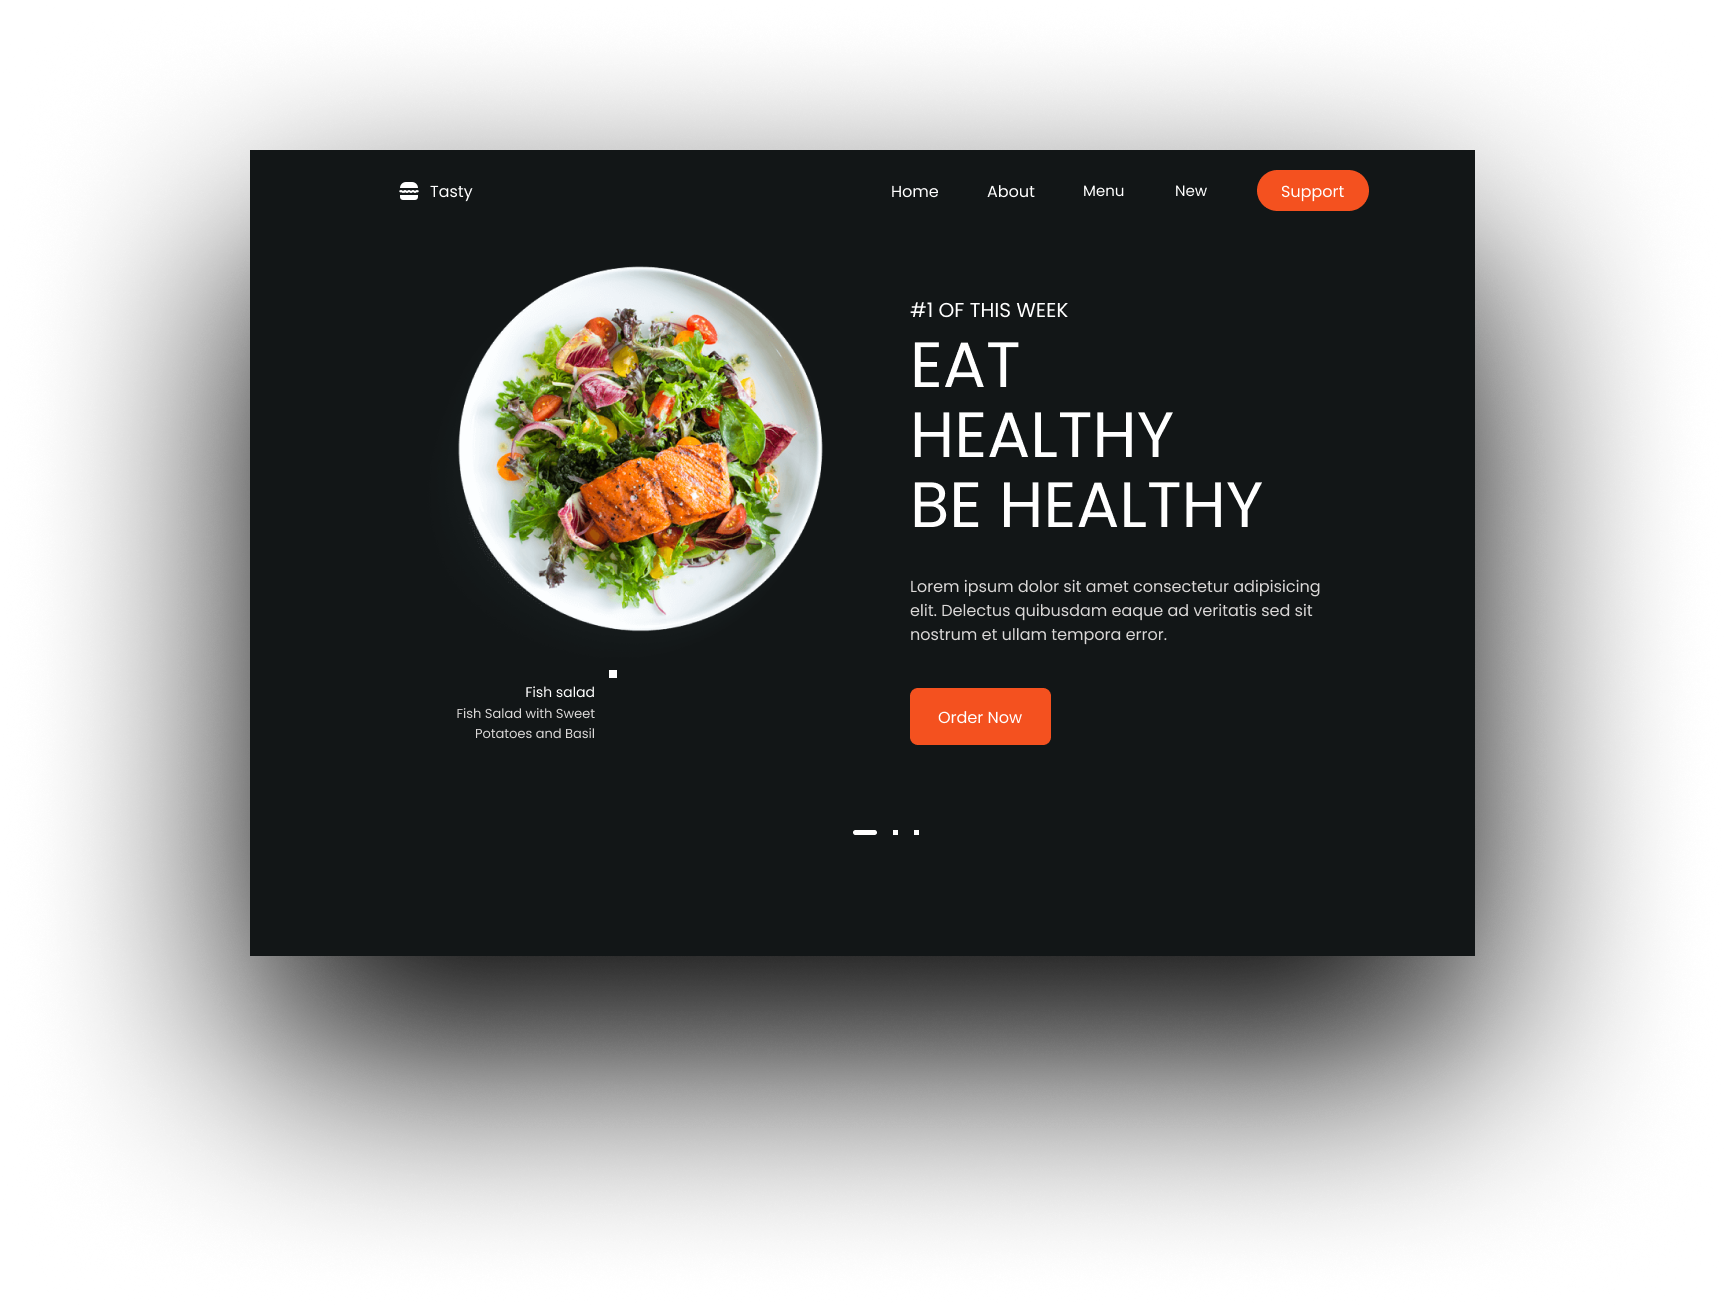 Tasty
Home
About
Menu
New
Support
#1 OF THIS WEEK
EAT
HEALTHY
BE HEALTHY
Lorem ipsum dolor sit amet consectetur adipisicing
elit. Delectus quibusdam eaque ad veritatis sed sit
nostrum et ullam tempora error.
Fish salad
Fish Salad with Sweet
Potatoes and Basil
Order Now